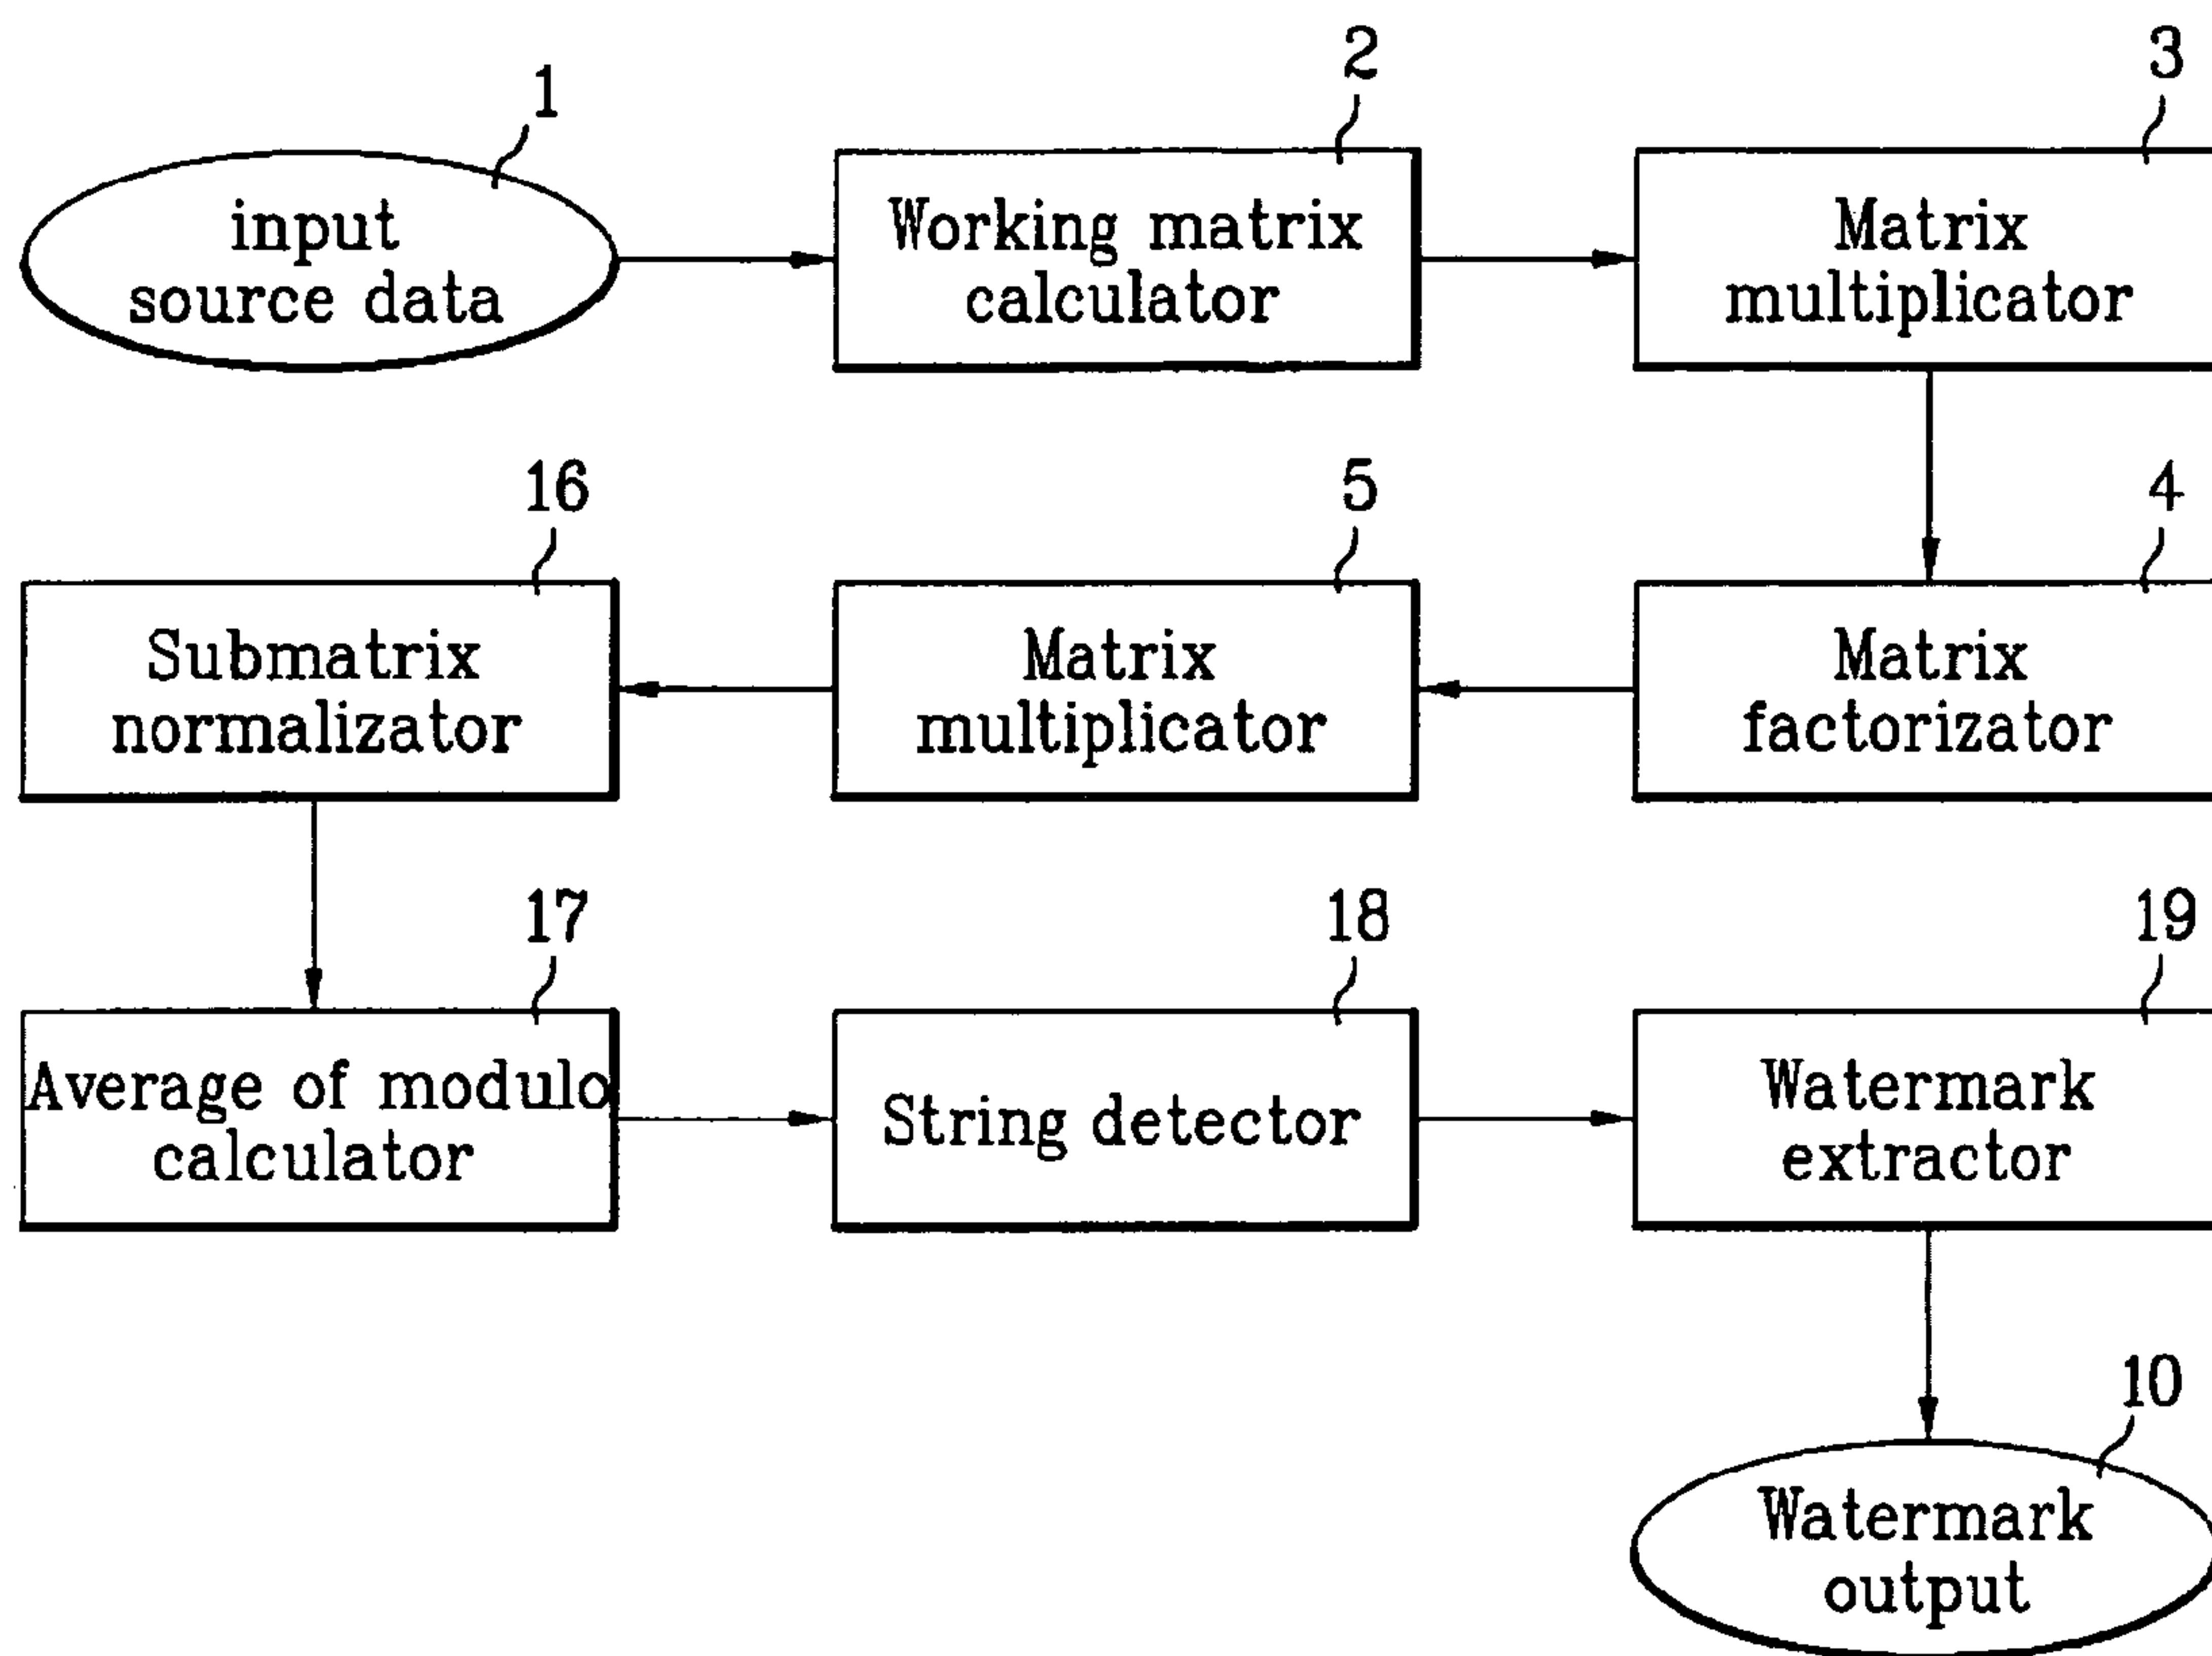 1
input
source data
2
Working matrix
calculator
3
Matrix
multiplicator
16
Submatrix
normalizator
5
Matrix
multiplicator
4
Matrix
factorizator
17
Average of modulo
calculator
18
String detector
19
Watermark
extractor
10
Watermark
output